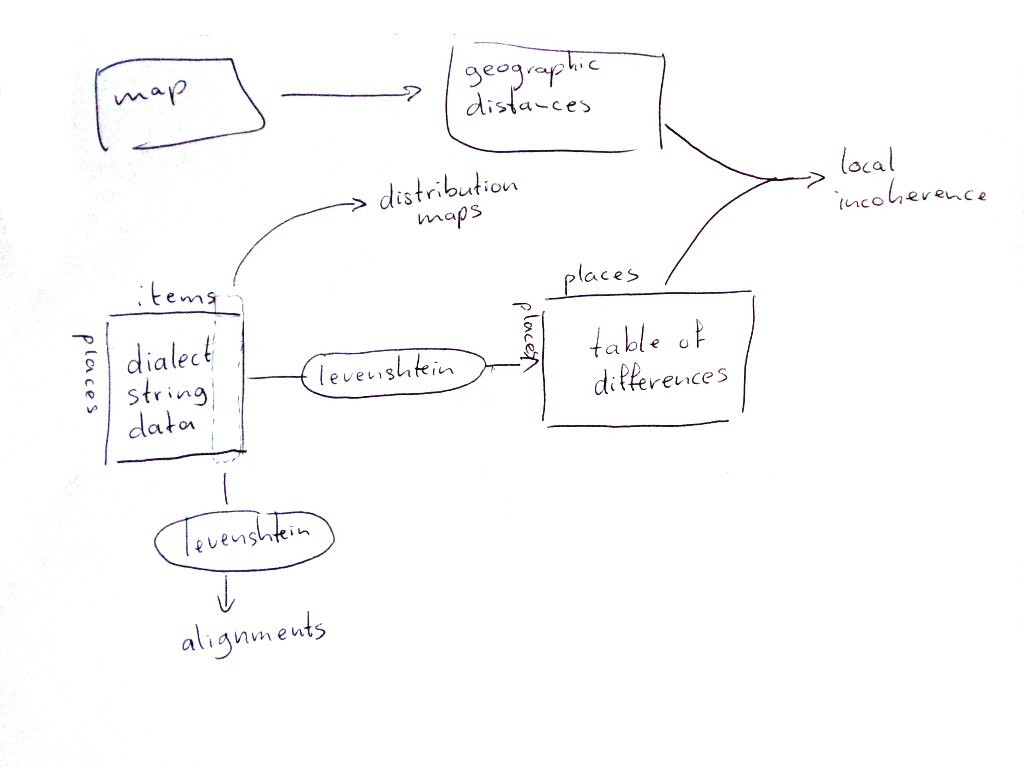 map
geographic
distances
local
incoherence
distribution
maps
items
places
dialect
string
data
levenshtein
places
places
table of
differences
levenshtein
alignments